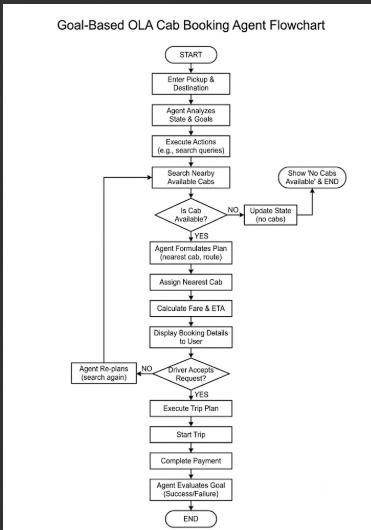 Goal-Based OLA Cab Booking Agent Flowchart
START
Enter Pickup &
Destination
Agent Analyzes
State & Goals
Execute Actions
(e.g., search queries)
Search Nearby
Available Cabs
Show 'No Cabs
Available' & END
Is Cab
Available?
NO
Update State
(no cabs)
YES
Agent Formulates Plan
(nearest cab, route)
Assign Nearest Cab
Calculate Fare & ETA
Display Booking Details
to User
Agent Re-plans
(search again)
NO
Driver Accepts
Request?
YES
Execute Trip Plan
Start Trip
Complete Payment
Agent Evaluates Goal
(Success/Failure)
END